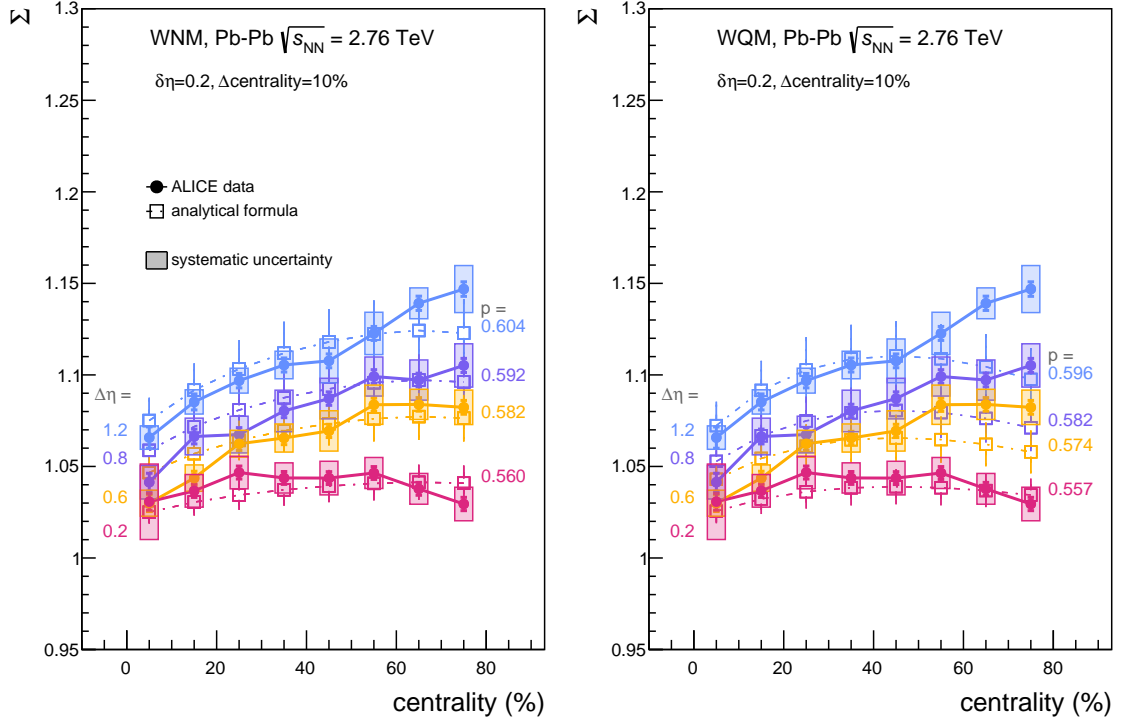 Σ
1.3
1.25
1.2
1.15
1.1
1.05
1
0.95
WNM, Pb-Pb √s_NN = 2.76 TeV
δη=0.2, Δcentrality=10%
ALICE data
analytical formula
systematic uncertainty
p =
0.604
0.592
0.582
0.560
Δη =
1.2
0.8
0.6
0.2
0
20
40
60
80
centrality (%)
Σ
1.3
1.25
1.2
1.15
1.1
1.05
1
0.95
WQM, Pb-Pb √s_NN = 2.76 TeV
δη=0.2, Δcentrality=10%
p =
0.596
0.582
0.574
0.557
Δη =
1.2
0.8
0.6
0.2
0
20
40
60
80
centrality (%)